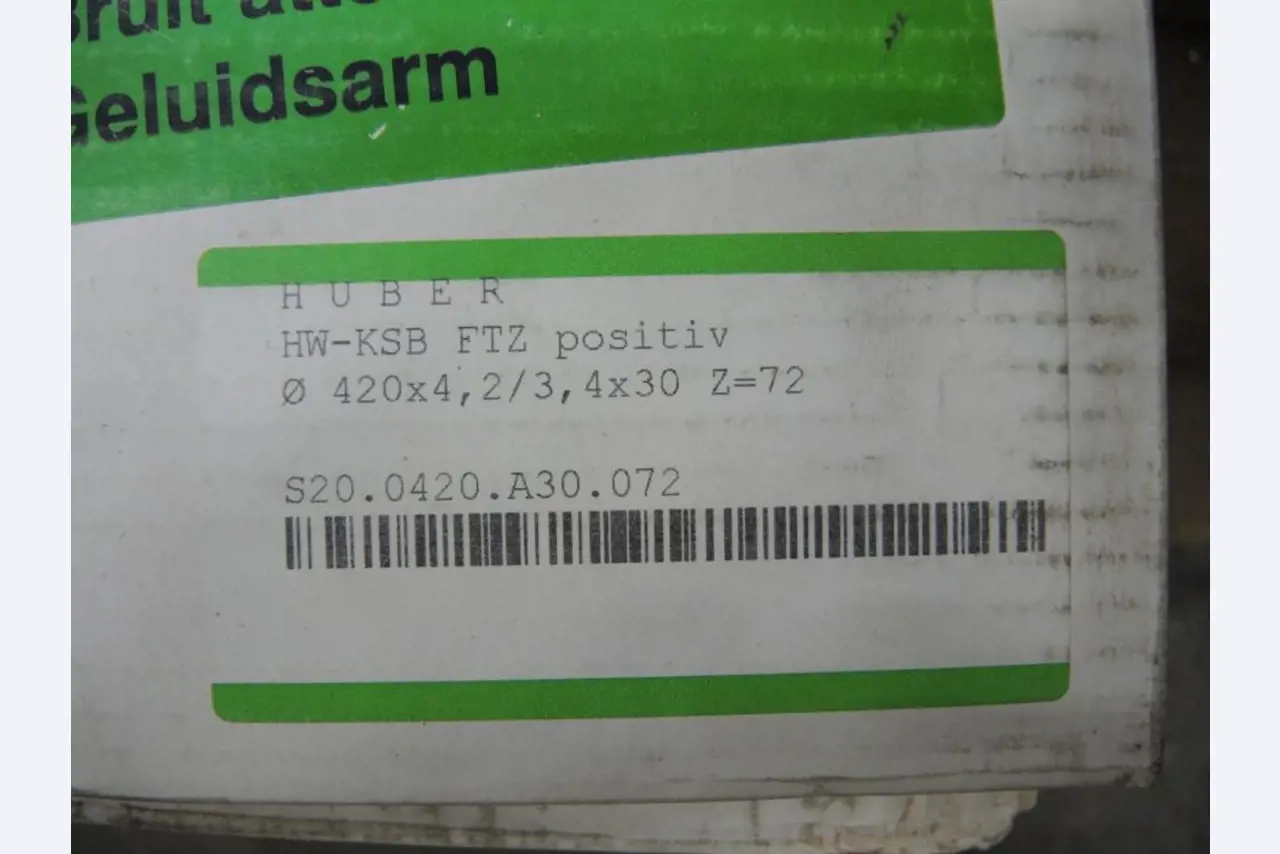 Geluidsarm
H U B E R
HW-KSB FTZ positiv
Ø 420x4,2/3,4x30 Z=72
S20.0420.A30.072